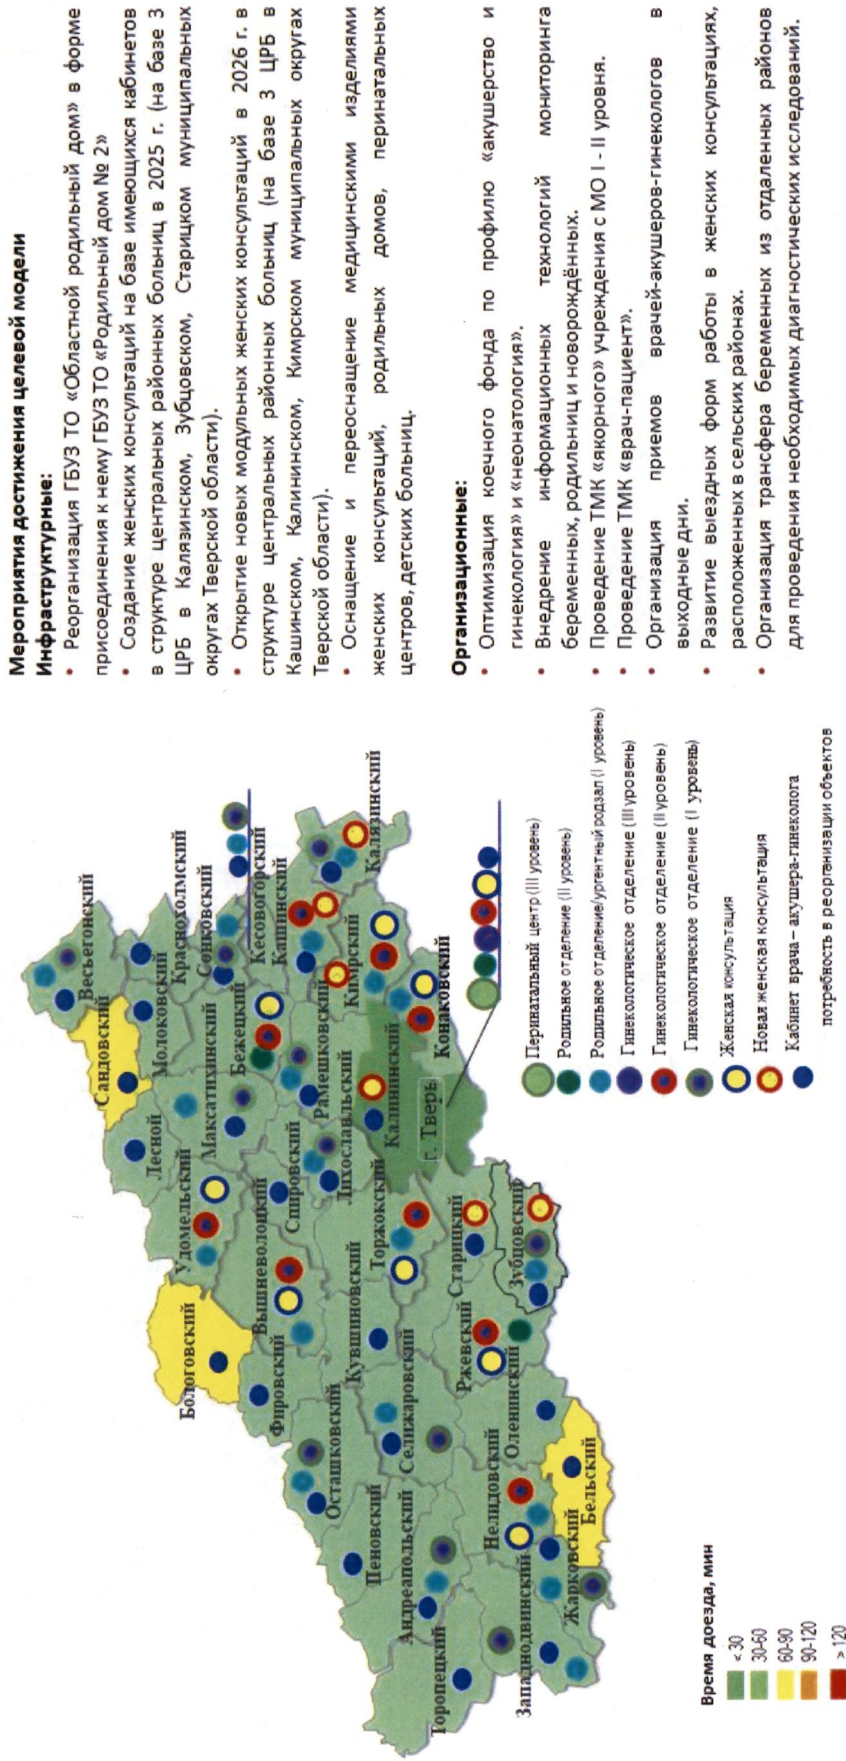 Мероприятия достижения целевой модели
Инфраструктурные:
• Реорганизация ГБУЗ ТО «Областной родильный дом» в форме
присоединения к нему ГБУЗ ТО «Родильный дом № 2»
• Создание женских консультаций на базе имеющихся кабинетов
в структуре центральных районных больниц в 2025 г. (на базе 3
ЦРБ в Калязинском, Зубцовском, Старицком муниципальных
округах Тверской области).
• Открытие новых модульных женских консультаций в 2026 г. в
структуре центральных районных больниц (на базе 3 ЦРБ в
Кашинском, Калининском, Кимрском муниципальных округах
Тверской области).
• Оснащение и переоснащение медицинскими изделиями
женских консультаций, родильных домов, перинатальных
центров, детских больниц.
Организационные:
• Оптимизация коечного фонда по профилю «акушерство и
гинекология» и «неонатология».
• Внедрение информационных технологий мониторинга
беременных, родильниц и новорождённых.
• Проведение ТМК «якорного» учреждения с МО I - II уровня.
• Проведение ТМК «врач-пациент».
• Организация приемов врачей-акушеров-гинекологов в
выходные дни.
• Развитие выездных форм работы в женских консультациях,
расположенных в сельских районах.
• Организация трансфера беременных из отдаленных районов
для проведения необходимых диагностических исследований.
Весьегонский
Сандовский
Молоковский
Краснохолмский
Сонковский
Кесовогорский
Кашинский
Калязинский
Лесной
Максатихинский
Бежецкий
Рамешковский
Кимрский
Конаковский
Удомельский
Спировский
Лихославльский
Калининский
г. Тверь
Бологовский
Вышневолоцкий
Торжокский
Старицкий
Зубцовский
Фировский
Кувшиновский
Ржевский
Осташковский
Селижаровский
Оленинский
Пеновский
Андреапольский
Нелидовский
Бельский
Торопецкий
Западнодвинский
Жарковский
Перинатальный центр (III уровень)
Родильное отделение (II уровень)
Родильное отделение/ургентный родзал (I уровень)
Гинекологическое отделение (III уровень)
Гинекологическое отделение (II уровень)
Гинекологическое отделение (I уровень)
Женская консультация
Новая женская консультация
Кабинет врача – акушера-гинеколога
потребность в реорганизации объектов
Время доезда, мин
< 30
30-60
60-90
90-120
> 120